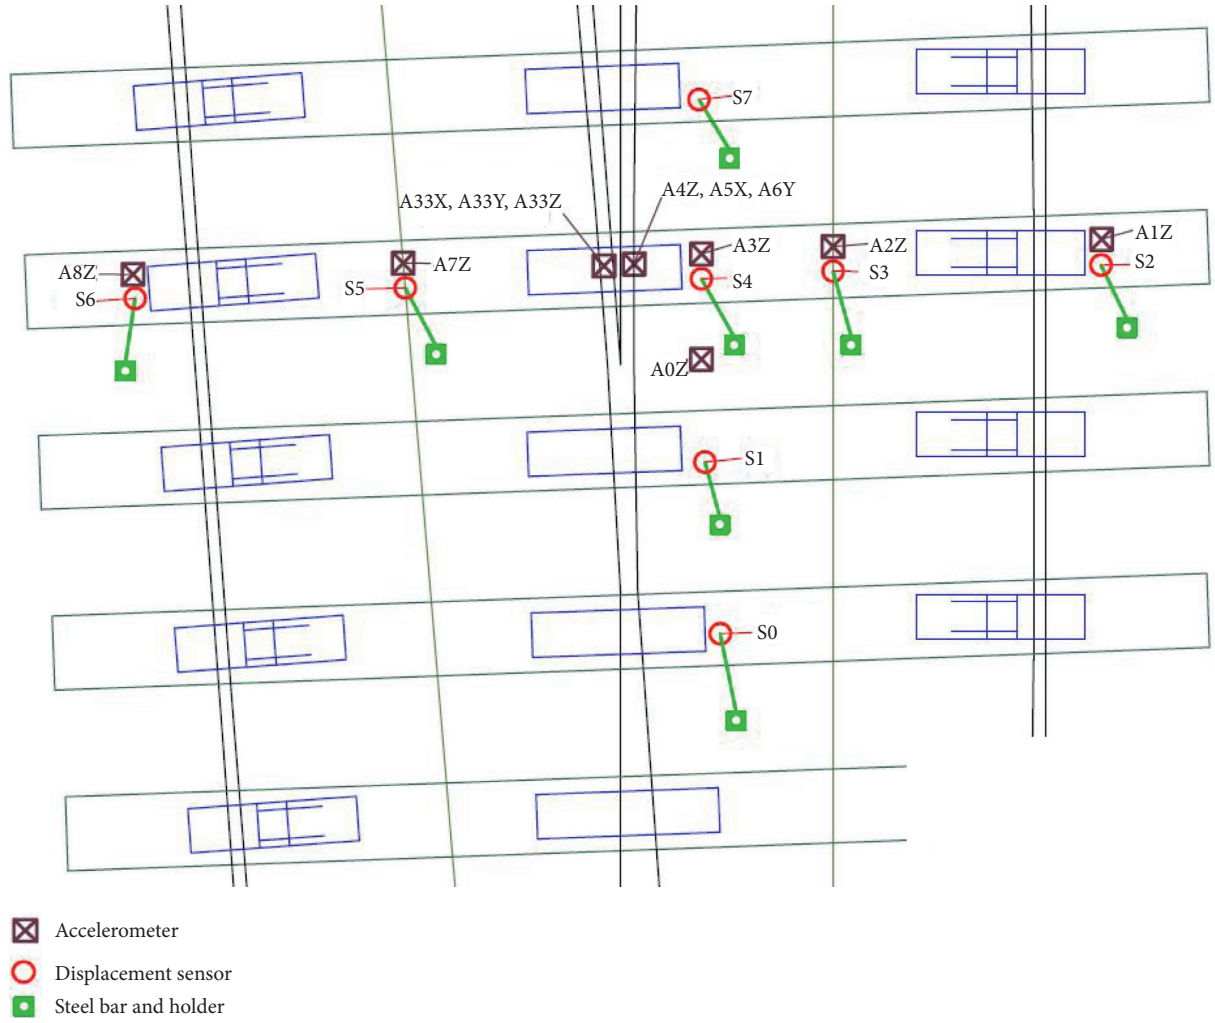 S7
A33X, A33Y, A33Z
A4Z, A5X, A6Y
A8Z
S6
A7Z
S5
A3Z
S4
A2Z
S3
A1Z
S2
A0Z
S1
S0
Accelerometer
Displacement sensor
Steel bar and holder